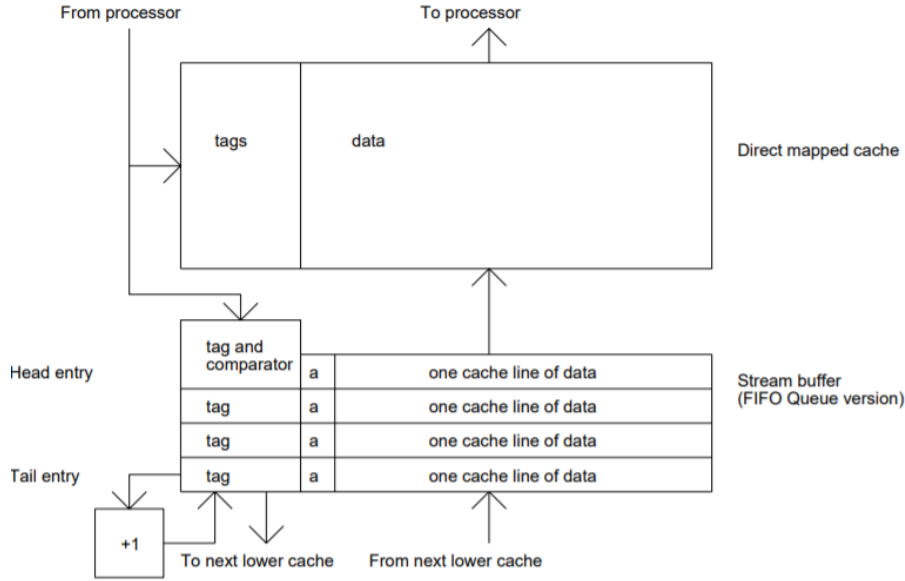 From processor
To processor
tags
data
Direct mapped cache
tag and
comparator
Head entry
a
one cache line of data
Stream buffer
(FIFO Queue version)
tag
a
one cache line of data
tag
a
one cache line of data
Tail entry
tag
a
one cache line of data
+1
To next lower cache
From next lower cache